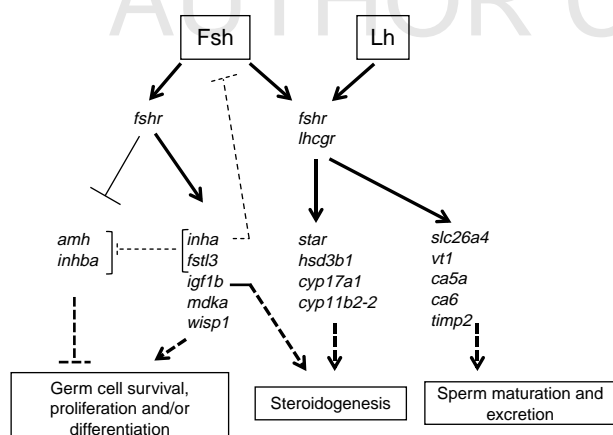 AUTHOR C
Fsh
Lh
fshr
fshr
lhcgr
amh
inhba
inha
fstl3
igf1b
mdka
wisp1
star
hsd3b1
cyp17a1
cyp11b2-2
slc26a4
vt1
ca5a
ca6
timp2
Germ cell survival,
proliferation and/or
differentiation
Steroidogenesis
Sperm maturation and
excretion